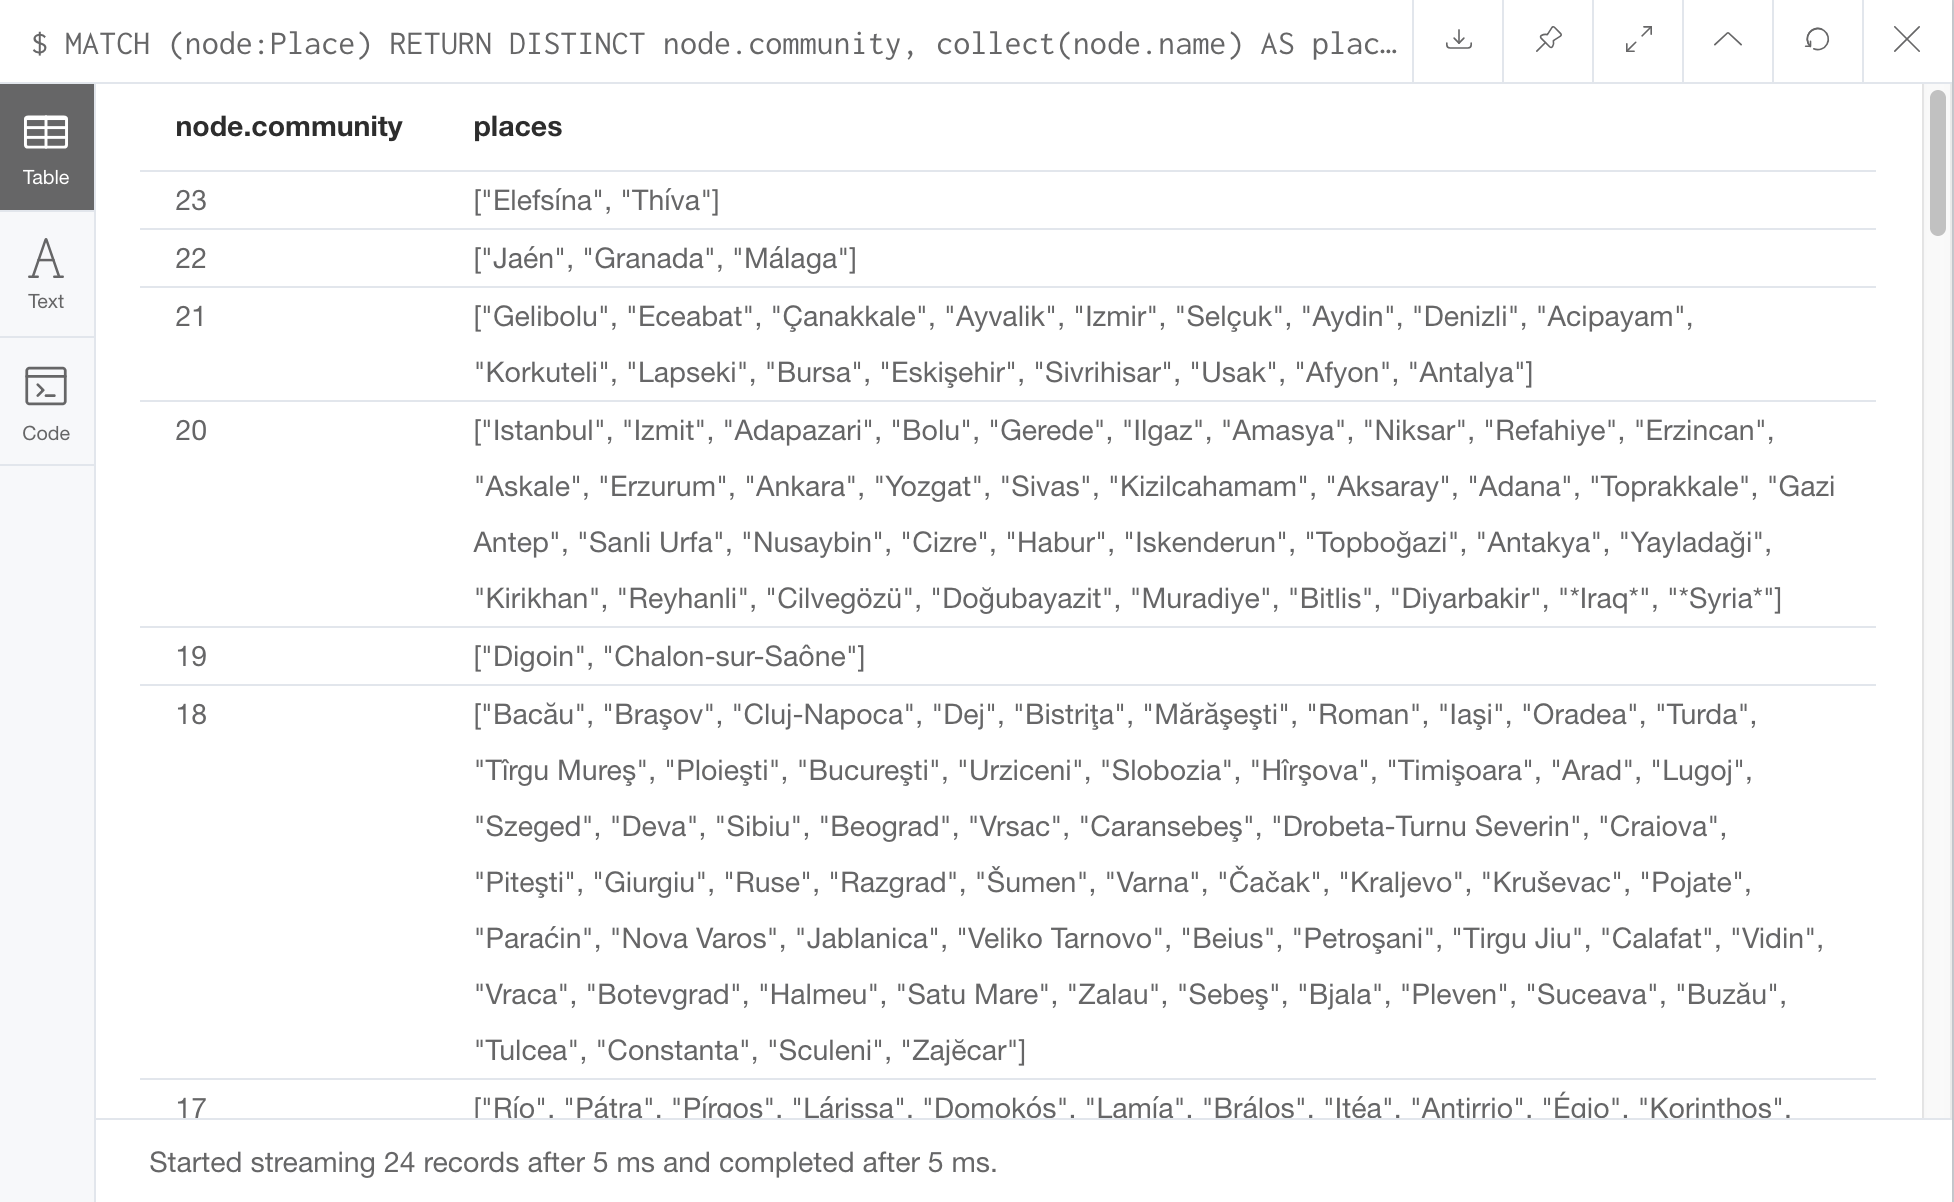 $ MATCH (node:Place) RETURN DISTINCT node.community, collect(node.name) AS plac…
Table
Text
Code
node.community places
23 ["Elefsína", "Thíva"]
22 ["Jaén", "Granada", "Málaga"]
21 ["Gelibolu", "Eceabat", "Çanakkale", "Ayvalik", "Izmir", "Selçuk", "Aydin", "Denizli", "Acipayam",
"Korkuteli", "Lapseki", "Bursa", "Eskişehir", "Sivrihisar", "Usak", "Afyon", "Antalya"]
20 ["Istanbul", "Izmit", "Adapazari", "Bolu", "Gerede", "Ilgaz", "Amasya", "Niksar", "Refahiye", "Erzincan",
"Askale", "Erzurum", "Ankara", "Yozgat", "Sivas", "Kizilcahamam", "Aksaray", "Adana", "Toprakkale", "Gazi
Antep", "Sanli Urfa", "Nusaybin", "Cizre", "Habur", "Iskenderun", "Topboğazi", "Antakya", "Yayladaği",
"Kirikhan", "Reyhanli", "Cilvegözü", "Doğubayazit", "Muradiye", "Bitlis", "Diyarbakir", "*Iraq*", "*Syria*"]
19 ["Digoin", "Chalon-sur-Saône"]
18 ["Bacău", "Braşov", "Cluj-Napoca", "Dej", "Bistriţa", "Mărăşeşti", "Roman", "Iaşi", "Oradea", "Turda",
"Tîrgu Mureş", "Ploieşti", "Bucureşti", "Urziceni", "Slobozia", "Hîrşova", "Timişoara", "Arad", "Lugoj",
"Szeged", "Deva", "Sibiu", "Beograd", "Vrsac", "Caransebeş", "Drobeta-Turnu Severin", "Craiova",
"Piteşti", "Giurgiu", "Ruse", "Razgrad", "Šumen", "Varna", "Čačak", "Kraljevo", "Kruševac", "Pojate",
"Paraćin", "Nova Varos", "Jablanica", "Veliko Tarnovo", "Beius", "Petroşani", "Tirgu Jiu", "Calafat", "Vidin",
"Vraca", "Botevgrad", "Halmeu", "Satu Mare", "Zalau", "Sebeş", "Bjala", "Pleven", "Suceava", "Buzău",
"Tulcea", "Constanta", "Sculeni", "Zajĕcar"]
17 ["Río", "Pátra", "Pírgos", "Lárissa", "Domokós", "Lamía", "Brálos", "Itéa", "Antirrio", "Égio", "Korinthos",
Started streaming 24 records after 5 ms and completed after 5 ms.